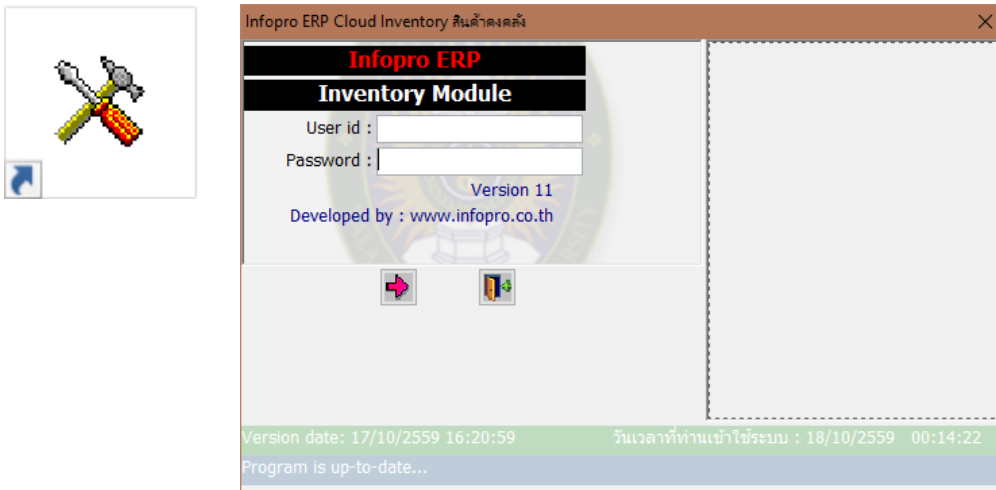 Infopro ERP Cloud Inventory สินค้าคงคลัง
Infopro ERP
Inventory Module
User id :
Password :
Version 11
Developed by : www.infopro.co.th
Version date: 17/10/2559 16:20:59 วันเวลาที่ท่านเข้าใช้ระบบ : 18/10/2559 00:14:22
Program is up-to-date...